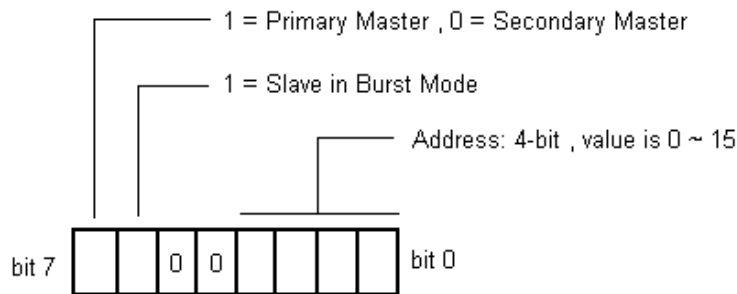 1 = Primary Master , 0 = Secondary Master
1 = Slave in Burst Mode
Address: 4-bit , value is 0 ~ 15
bit 7 0 0 bit 0